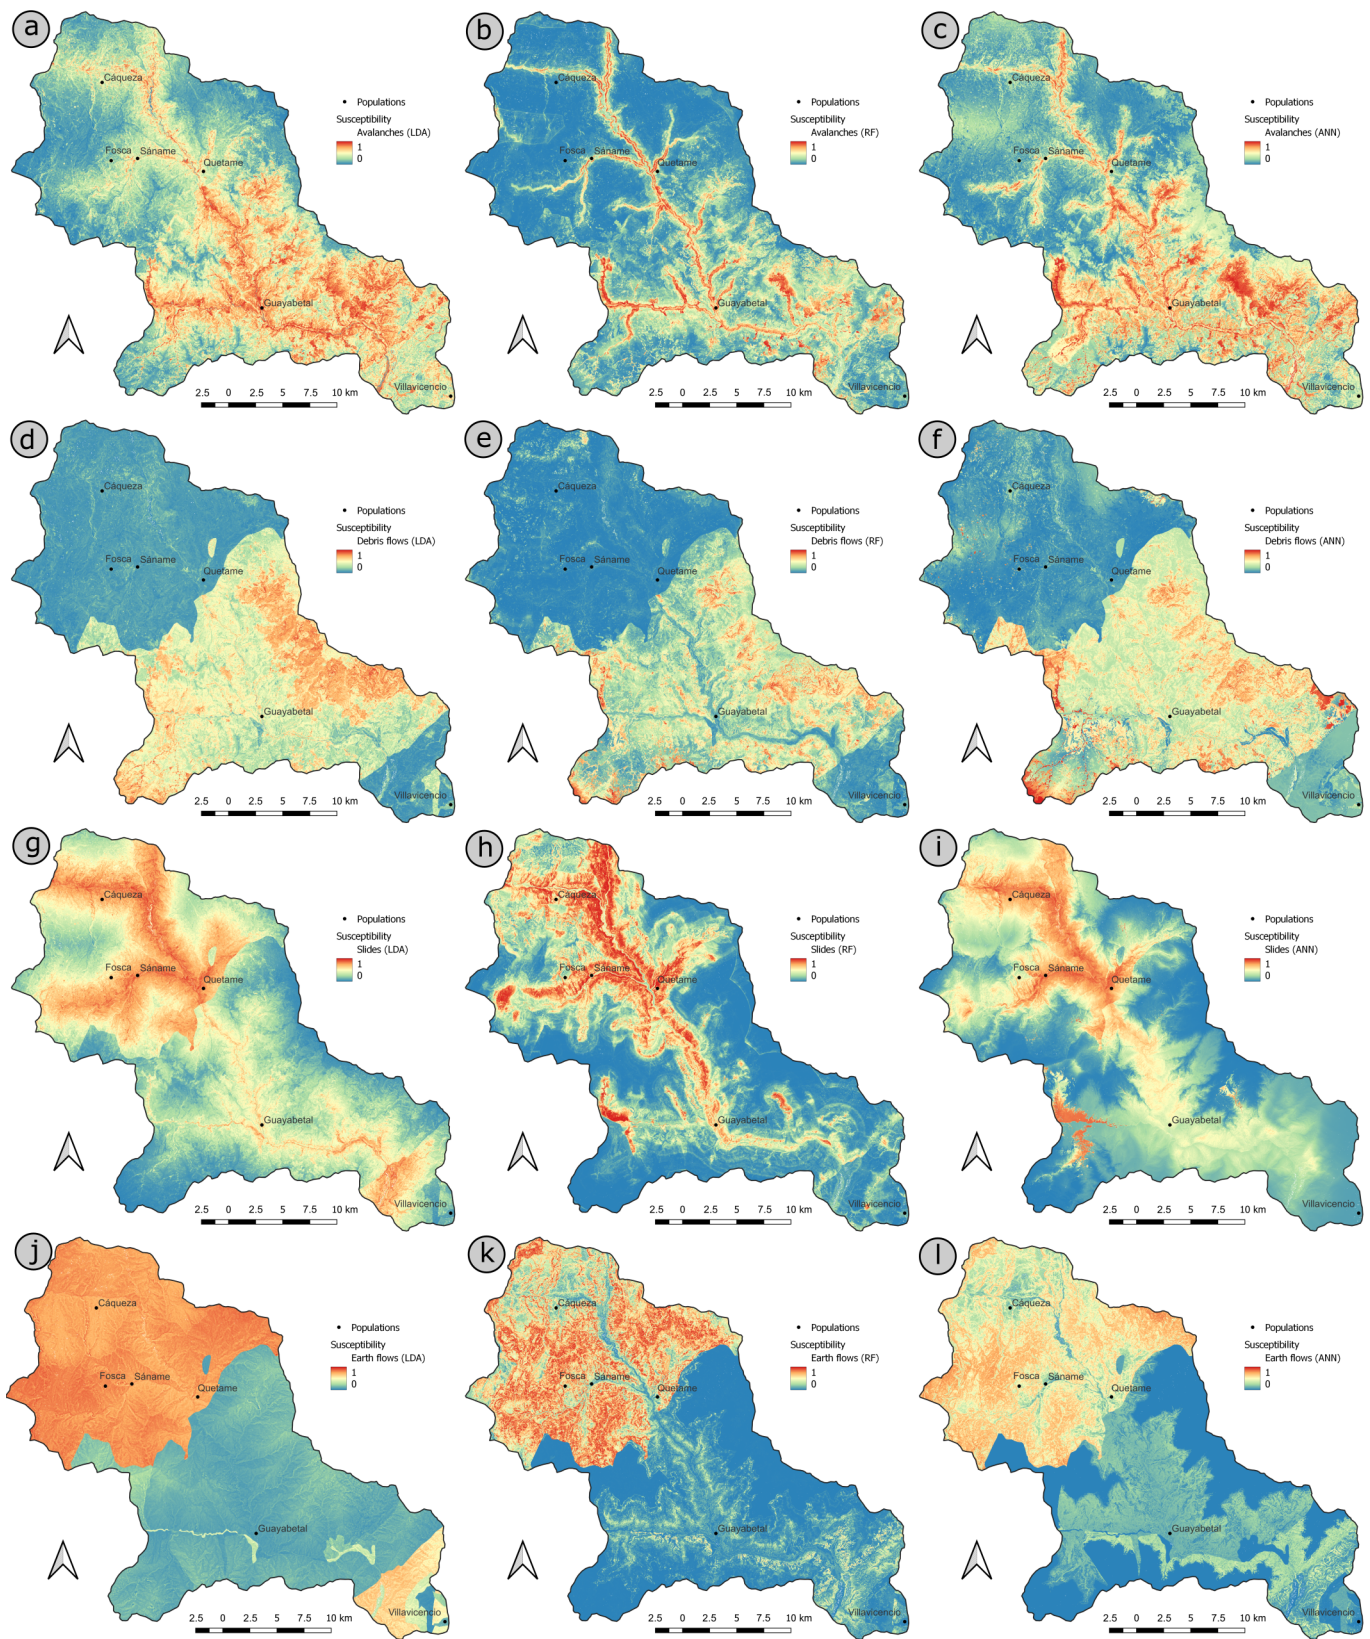 a
Cáqueza
Fosca Sáname
Quetame
Guayabetal
Villavicencio
Populations
Susceptibility
Avalanches (LDA)
1
0
2.5 0 2.5 5 7.5 10 km
b
Cáqueza
Fosca Sáname
Quetame
Guayabetal
Villavicencio
Populations
Susceptibility
Avalanches (RF)
1
0
2.5 0 2.5 5 7.5 10 km
c
Cáqueza
Fosca Sáname
Quetame
Guayabetal
Villavicencio
Populations
Susceptibility
Avalanches (ANN)
1
0
2.5 0 2.5 5 7.5 10 km
d
Cáqueza
Fosca Sáname
Quetame
Guayabetal
Villavicencio
Populations
Susceptibility
Debris flows (LDA)
1
0
2.5 0 2.5 5 7.5 10 km
e
Cáqueza
Fosca Sáname
Quetame
Guayabetal
Villavicencio
Populations
Susceptibility
Debris flows (RF)
1
0
2.5 0 2.5 5 7.5 10 km
f
Cáqueza
Fosca Sáname
Quetame
Guayabetal
Villavicencio
Populations
Susceptibility
Debris flows (ANN)
1
0
2.5 0 2.5 5 7.5 10 km
g
Cáqueza
Fosca Sáname
Quetame
Guayabetal
Villavicencio
Populations
Susceptibility
Slides (LDA)
1
0
2.5 0 2.5 5 7.5 10 km
h
Cáqueza
Fosca Sáname
Quetame
Guayabetal
Villavicencio
Populations
Susceptibility
Slides (RF)
1
0
2.5 0 2.5 5 7.5 10 km
i
Cáqueza
Fosca Sáname
Quetame
Guayabetal
Villavicencio
Populations
Susceptibility
Slides (ANN)
1
0
2.5 0 2.5 5 7.5 10 km
j
Cáqueza
Fosca Sáname
Quetame
Guayabetal
Villavicencio
Populations
Susceptibility
Earth flows (LDA)
1
0
2.5 0 2.5 5 7.5 10 km
k
Cáqueza
Fosca Sáname
Quetame
Guayabetal
Villavicencio
Populations
Susceptibility
Earth flows (RF)
1
0
2.5 0 2.5 5 7.5 10 km
l
Cáqueza
Fosca Sáname
Quetame
Guayabetal
Villavicencio
Populations
Susceptibility
Earth flows (ANN)
1
0
2.5 0 2.5 5 7.5 10 km